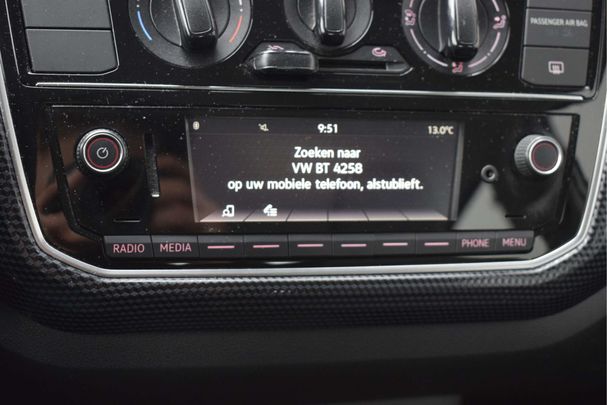 PASSENGER AIR BAG
9:51
13.0°C
Zoeken naar
VW BT 4258
op uw mobiele telefoon, alstublieft.
RADIO MEDIA PHONE MENU